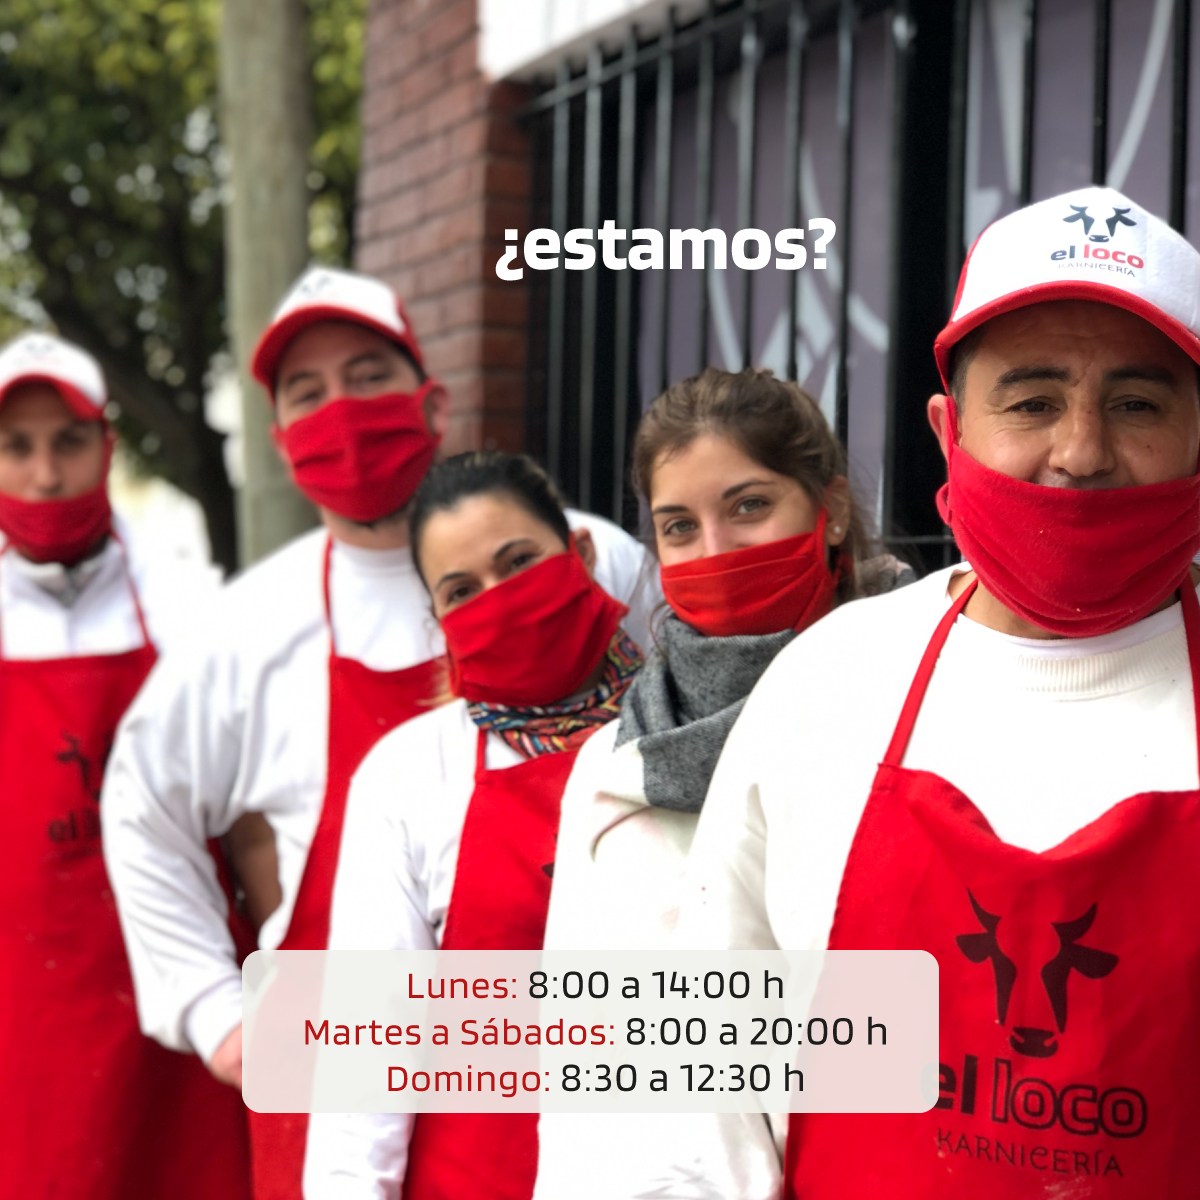 ¿estamos?
el loco
KARNICERÍA
Lunes: 8:00 a 14:00 h
Martes a Sábados: 8:00 a 20:00 h
Domingo: 8:30 a 12:30 h
el loco
KARNICERÍA
el